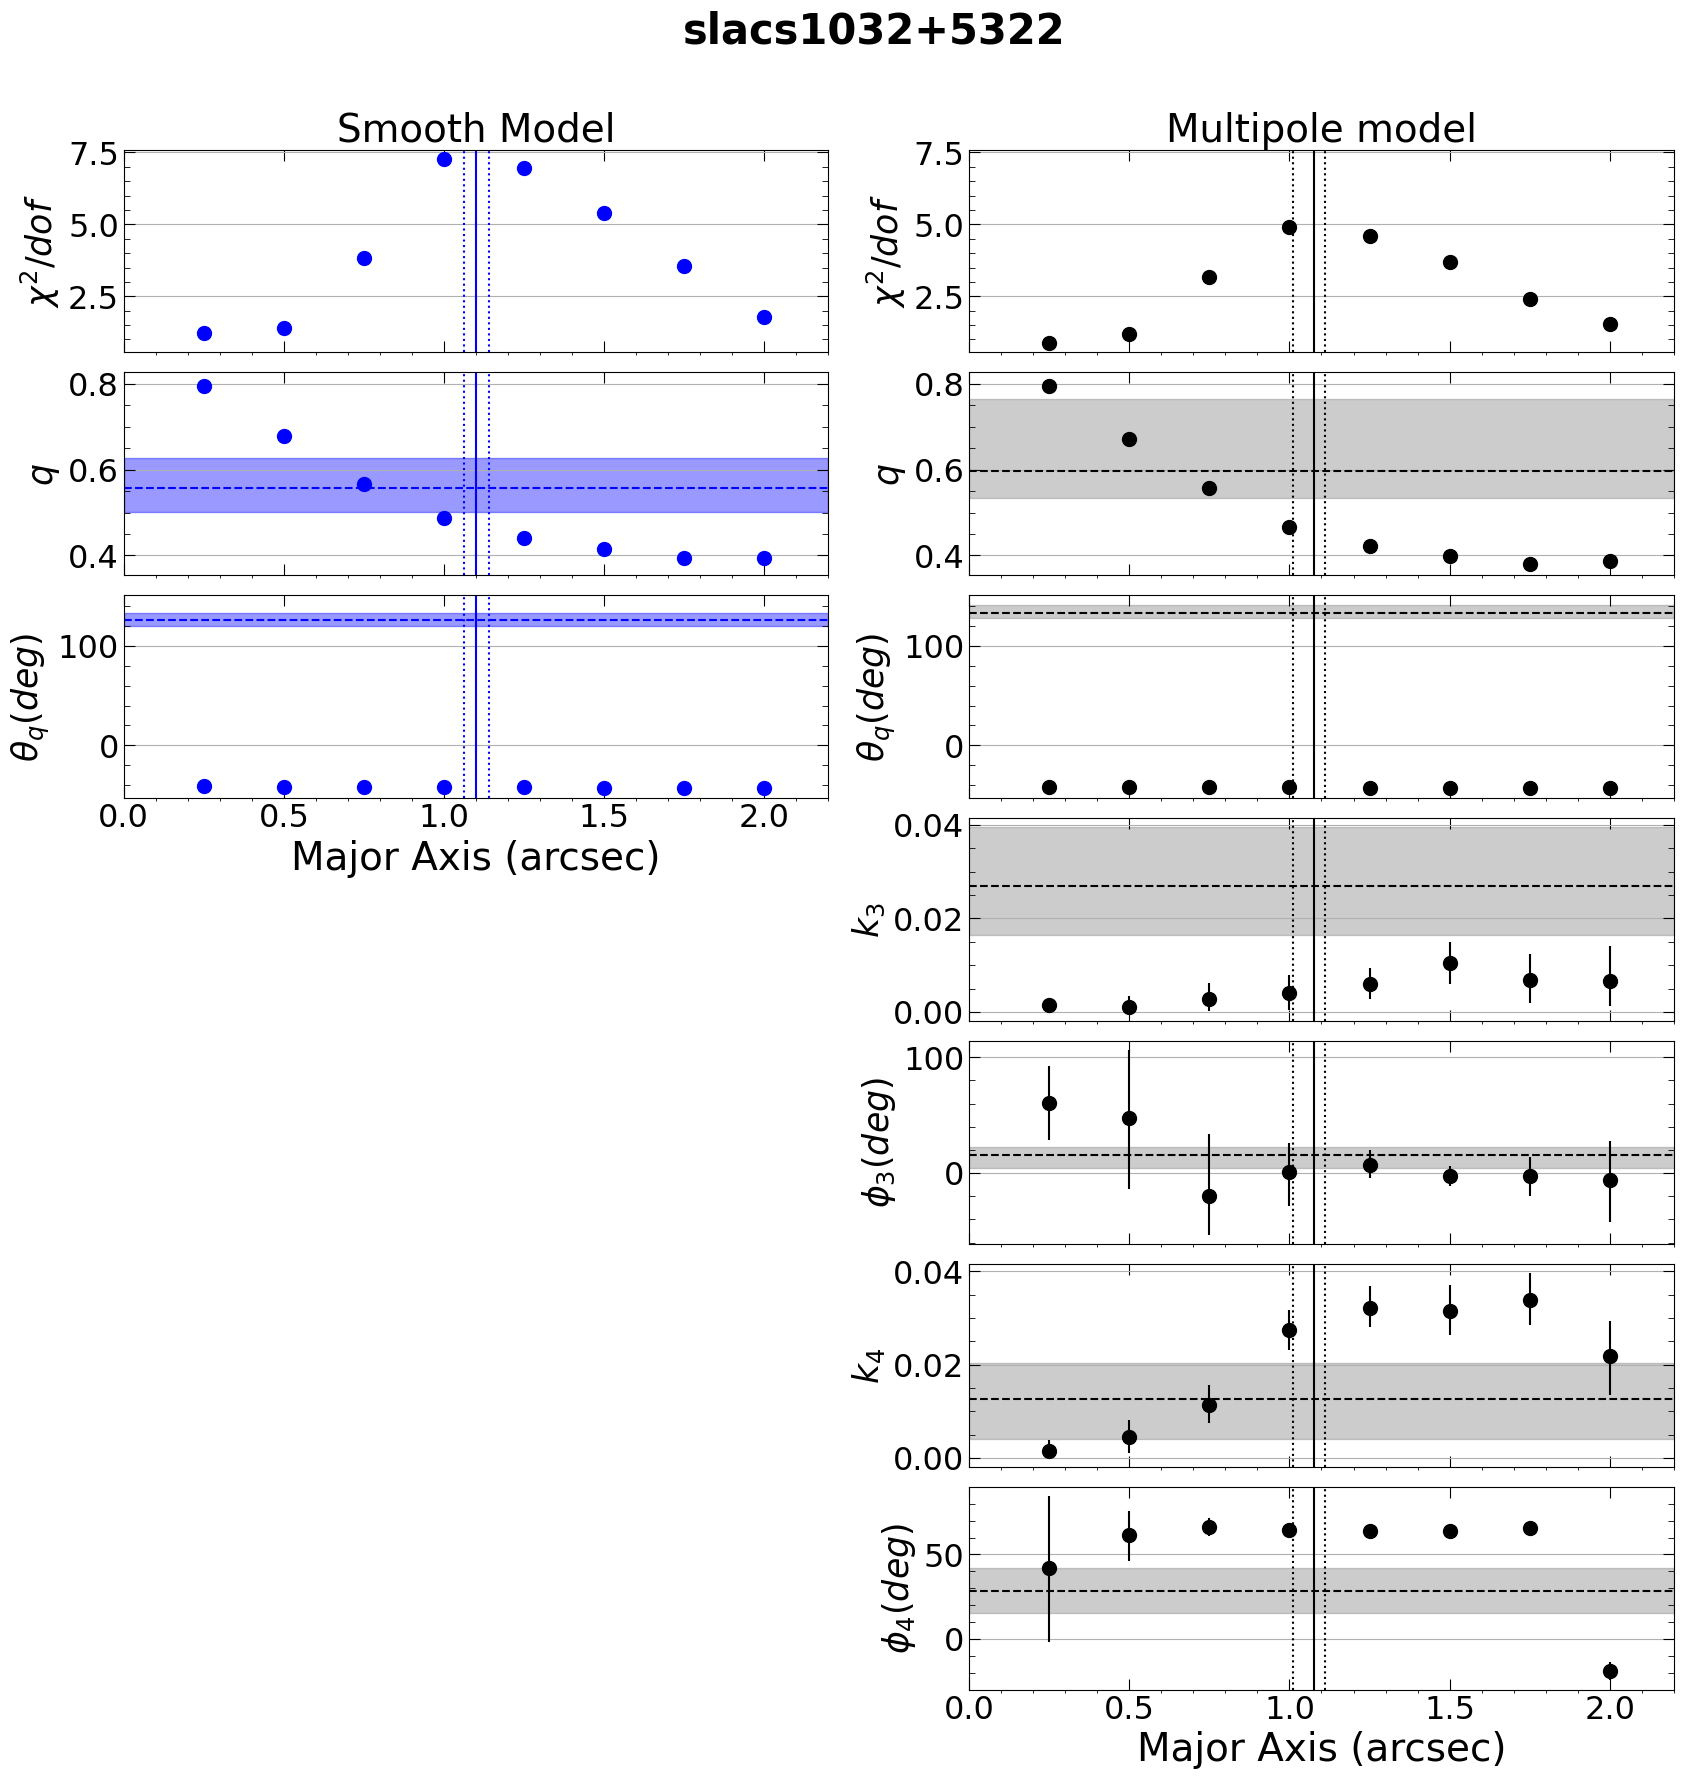 slacs1032+5322
Smooth Model
7.5
5.0
2.5
χ²/dof
0.8
0.6
0.4
q
100
0
θ_q(deg)
0.0 0.5 1.0 1.5 2.0
Major Axis (arcsec)
Multipole model
7.5
5.0
2.5
χ²/dof
0.8
0.6
0.4
q
100
0
θ_q(deg)
0.04
0.02
0.00
k₃
100
0
ϕ₃(deg)
0.04
0.02
0.00
k₄
50
0
ϕ₄(deg)
0.0 0.5 1.0 1.5 2.0
Major Axis (arcsec)